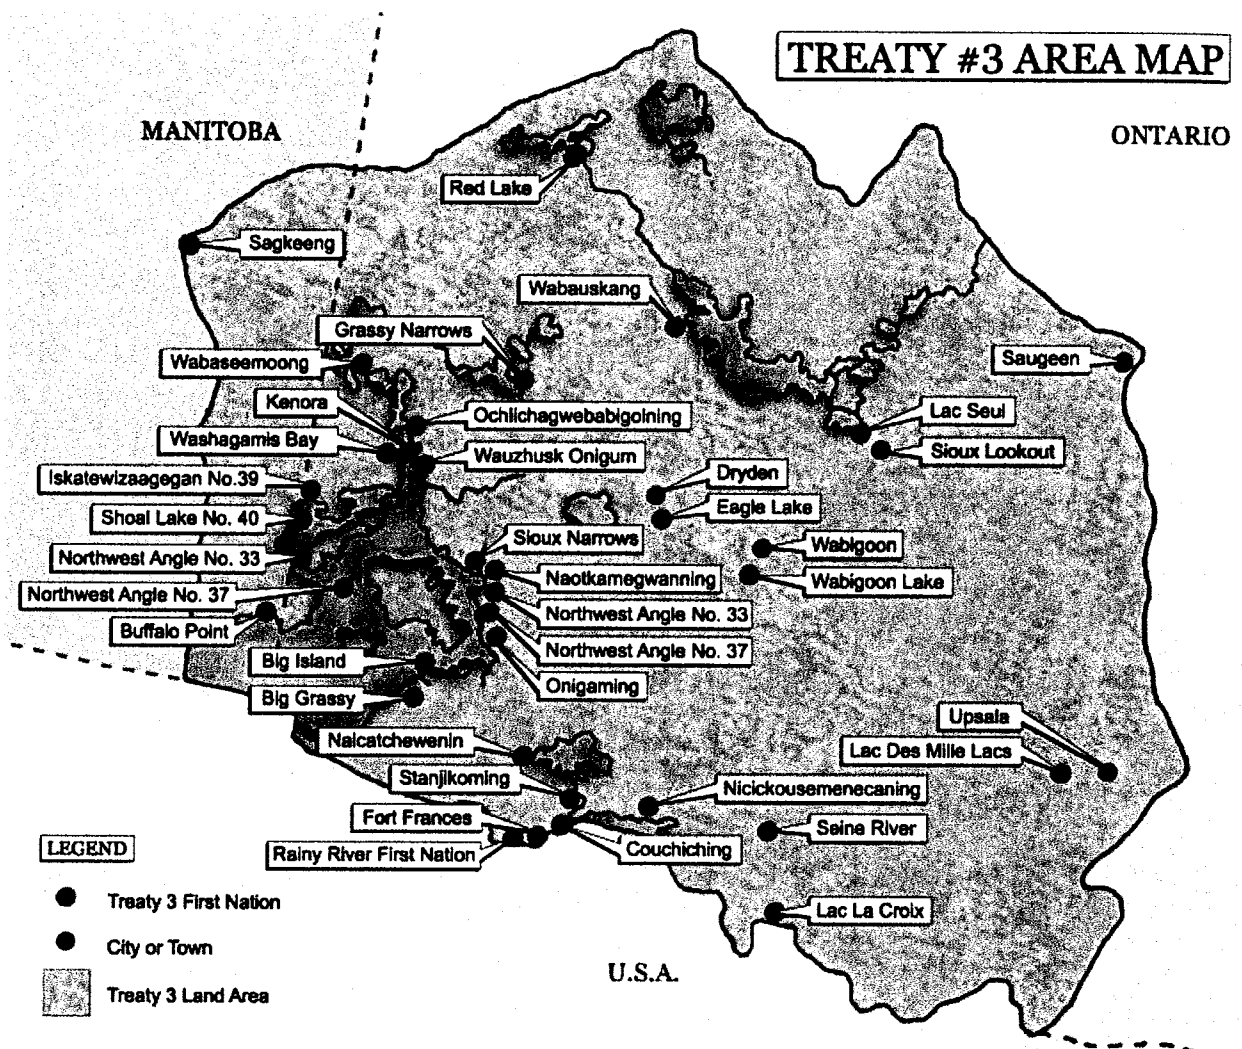 TREATY #3 AREA MAP
MANITOBA
ONTARIO
Red Lake
Sagkeeng
Wabauskang
Grassy Narrows
Saugeen
Wabaseemoong
Kenora
Ochiichagwebabigoining
Lac Seul
Washagamis Bay
Wauzhusk Onigum
Sioux Lookout
Iskatewizaagegan No.39
Dryden
Eagle Lake
Shoal Lake No. 40
Sioux Narrows
Wabigoon
Northwest Angle No. 33
Naotkamegwanning
Wabigoon Lake
Northwest Angle No. 37
Northwest Angle No. 33
Buffalo Point
Northwest Angle No. 37
Big Island
Onigaming
Big Grassy
Upsala
Naicatchewenin
Lac Des Mille Lacs
Stanjikoming
Nicickousemenecaning
Fort Frances
Seine River
Rainy River First Nation
Couchiching
LEGEND
Treaty 3 First Nation
Lac La Croix
City or Town
U.S.A.
Treaty 3 Land Area